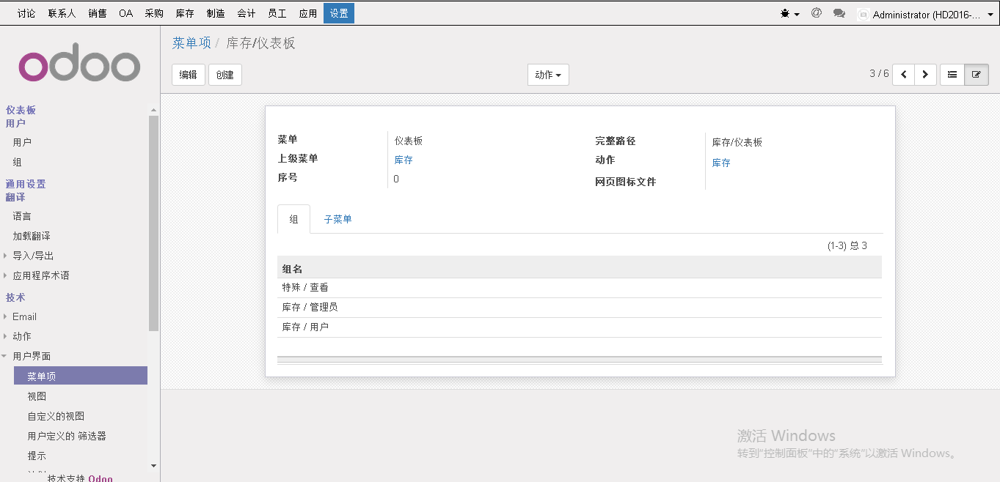 讨论 联系人 销售 OA 采购 库存 制造 会计 员工 应用 设置 @ Administrator (HD2016-...
odoo
菜单项 / 库存/仪表板
编辑 创建 动作 3 / 6
仪表板
用户
用户
组
通用设置
翻译
语言
加载翻译
导入/导出
应用程序术语
技术
Email
动作
用户界面
菜单项
视图
自定义的视图
用户定义的 筛选器
提示
技术支持 Odoo
菜单 仪表板 完整路径 库存/仪表板
上级菜单 库存 动作 库存
序号 0 网页图标文件
组 子菜单
(1-3) 总 3
组名
特殊 / 查看
库存 / 管理员
库存 / 用户
激活 Windows
转到"控制面板"中的"系统"以激活 Windows。